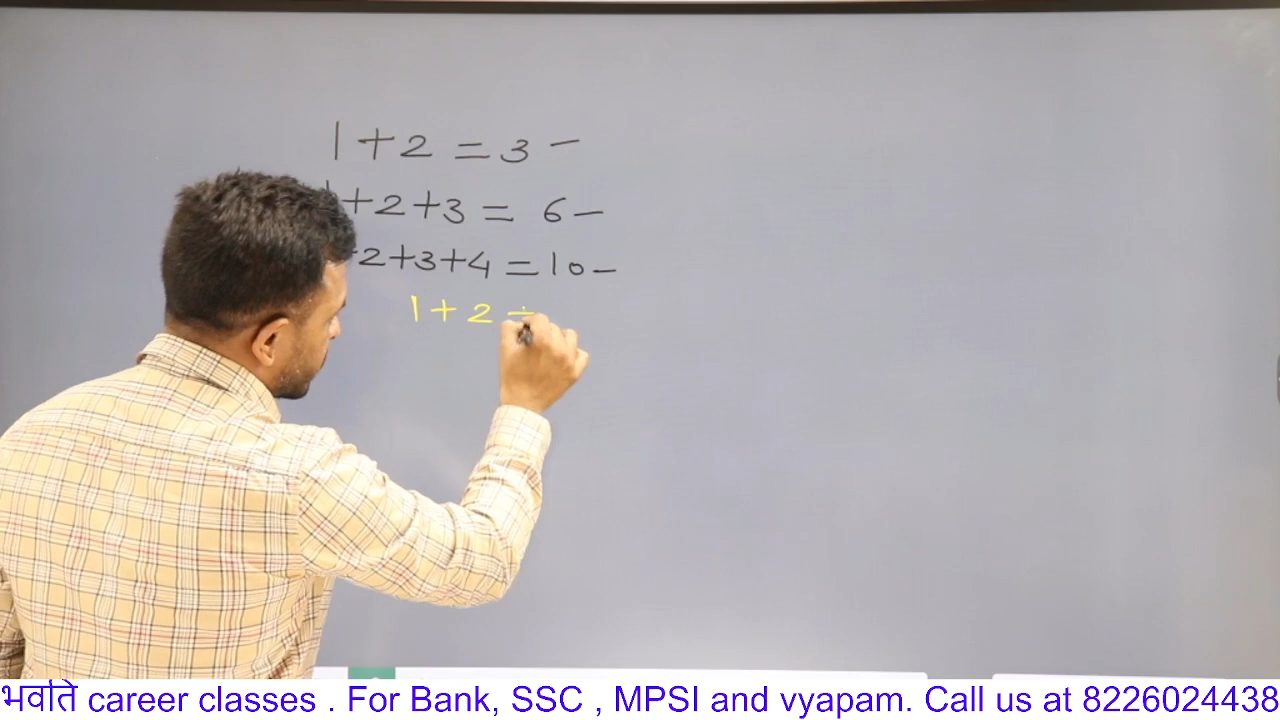 1 + 2 = 3 –
+ 2 + 3 = 6 –
2 + 3 + 4 = 10 –
1 + 2 +
भवति career classes . For Bank, SSC , MPSI and vyapam. Call us at 8226024438